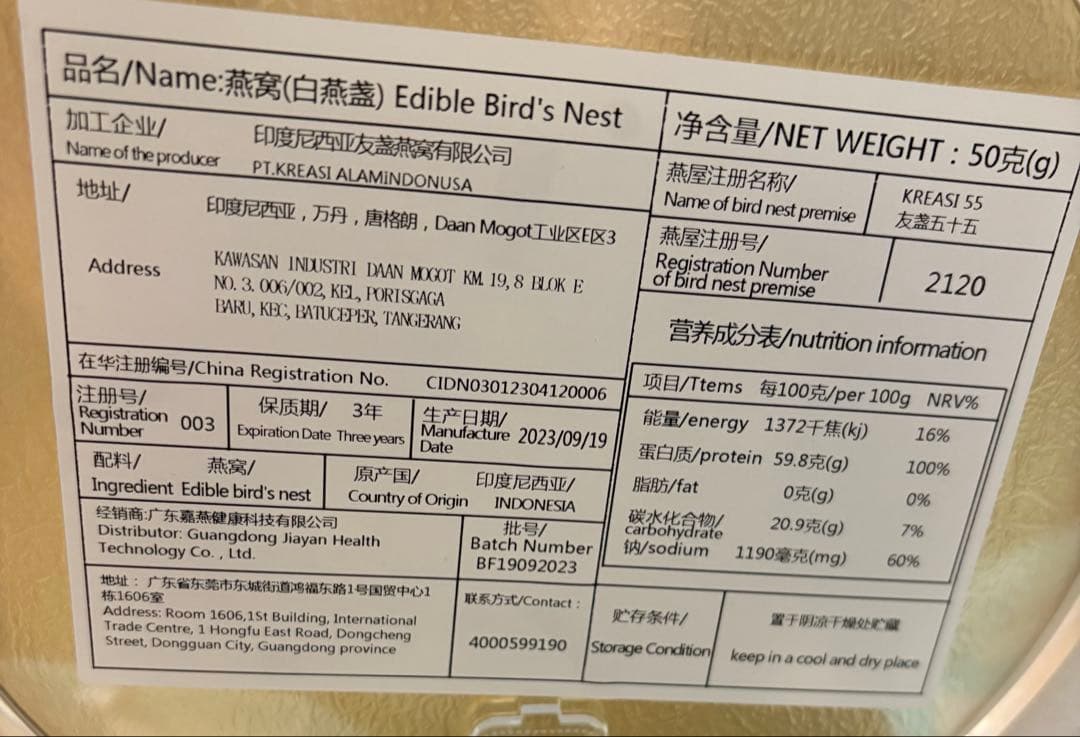 品名/Name:燕窝(白燕盏) Edible Bird's Nest
净含量/NET WEIGHT：50克(g)
加工企业/
Name of the producer
印度尼西亚友盏燕窝有限公司
PT.KREASI ALAMiNDONUSA
燕屋注册名称/
Name of bird nest premise
KREASI 55
友盏五十五
地址/
Address
印度尼西亚，万丹，唐格朗，Daan Mogot工业区E区3
KAWASAN INDUSTRI DAAN MOGOT KM. 19, 8 BLOK E
NO. 3. 006/002, KEL, PORISGAGA
BARU, KEC, BATUCEPER, TANGERANG
燕屋注册号/
Registration Number
of bird nest premise
2120
在华注册编号/China Registration No. CIDN03012304120006
注册号/
Registration
Number
003
保质期/ 3年
Expiration Date Three years
生产日期/
Manufacture
Date
2023/09/19
配料/ 燕窝/
Ingredient Edible bird's nest
原产国/ 印度尼西亚/
Country of Origin INDONESIA
营养成分表/nutrition information
项目/Ttems 每100克/per 100g NRV%
能量/energy 1372千焦(kj) 16%
蛋白质/protein 59.8克(g) 100%
脂肪/fat 0克(g) 0%
碳水化合物/
carbohydrate 20.9克(g) 7%
钠/sodium 1190毫克(mg) 60%
经销商:广东嘉燕健康科技有限公司
Distributor: Guangdong Jiayan Health
Technology Co. , Ltd.
批号/
Batch Number
BF19092023
地址： 广东省东莞市东城街道鸿福东路1号国贸中心1
栋1606室
Address: Room 1606,1St Building, International
Trade Centre, 1 Hongfu East Road, Dongcheng
Street, Dongguan City, Guangdong province
联系方式/Contact :
4000599190
贮存条件/
Storage Condition
置于阴凉干燥处贮藏
keep in a cool and dry place